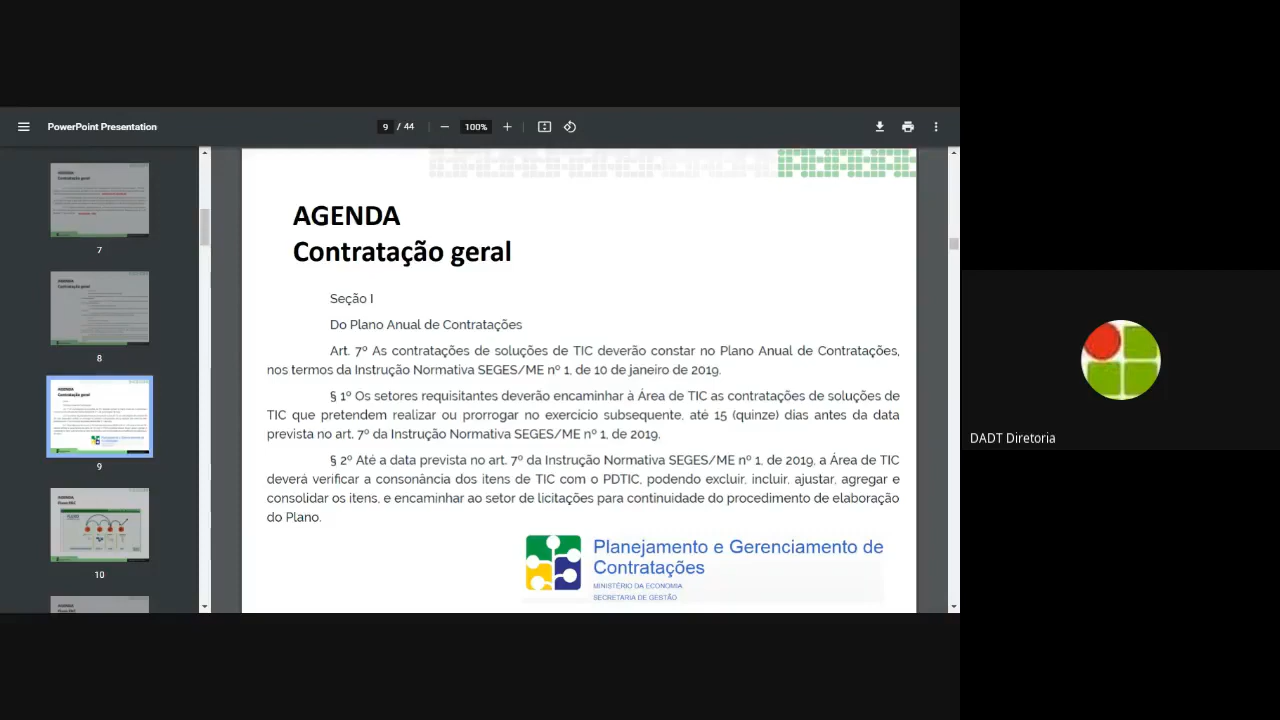 PowerPoint Presentation
9 / 44
100%
7
8
9
10
AGENDA
Contratação geral
Seção I
Do Plano Anual de Contratações
Art. 7º As contratações de soluções de TIC deverão constar no Plano Anual de Contratações,
nos termos da Instrução Normativa SEGES/ME nº 1, de 10 de janeiro de 2019.
§ 1º Os setores requisitantes deverão encaminhar à Área de TIC as contratações de soluções de
TIC que pretendem realizar ou prorrogar no exercício subsequente, até 15 (quinze) dias antes da data
prevista no art. 7º da Instrução Normativa SEGES/ME nº 1, de 2019.
§ 2º Até a data prevista no art. 7º da Instrução Normativa SEGES/ME nº 1, de 2019, a Área de TIC
deverá verificar a consonância dos itens de TIC com o PDTIC, podendo excluir, incluir, ajustar, agregar e
consolidar os itens, e encaminhar ao setor de licitações para continuidade do procedimento de elaboração
do Plano.
Planejamento e Gerenciamento de
Contratações
MINISTÉRIO DA ECONOMIA
SECRETARIA DE GESTÃO
DADT Diretoria